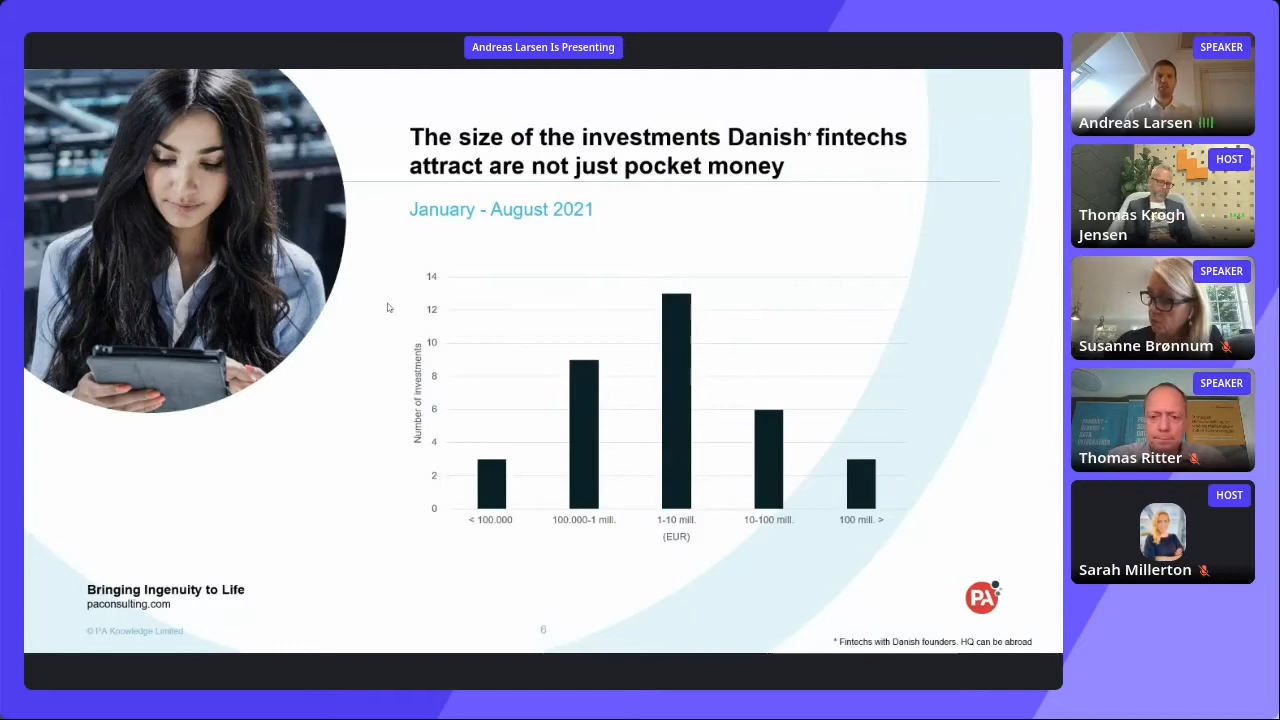 Andreas Larsen Is Presenting
The size of the investments Danish* fintechs
attract are not just pocket money
January - August 2021
14
12
10
8
6
4
2
0
Number of investments
< 100.000
100.000-1 mill.
1-10 mill.
10-100 mill.
100 mill. >
(EUR)
Bringing Ingenuity to Life
paconsulting.com
© PA Knowledge Limited
6
PA
* Fintechs with Danish founders. HQ can be abroad
SPEAKER
Andreas Larsen
HOST
Thomas Krogh
Jensen
SPEAKER
Susanne Brønnum
SPEAKER
Thomas Ritter
HOST
Sarah Millerton